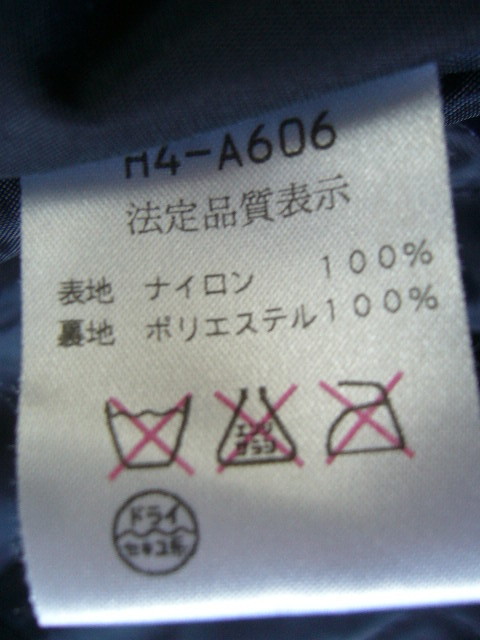 H4-A606
法定品質表示
表地 ナイロン 100%
裏地 ポリエステル100%
エンソ
サラシ
ドライ
セキユ系